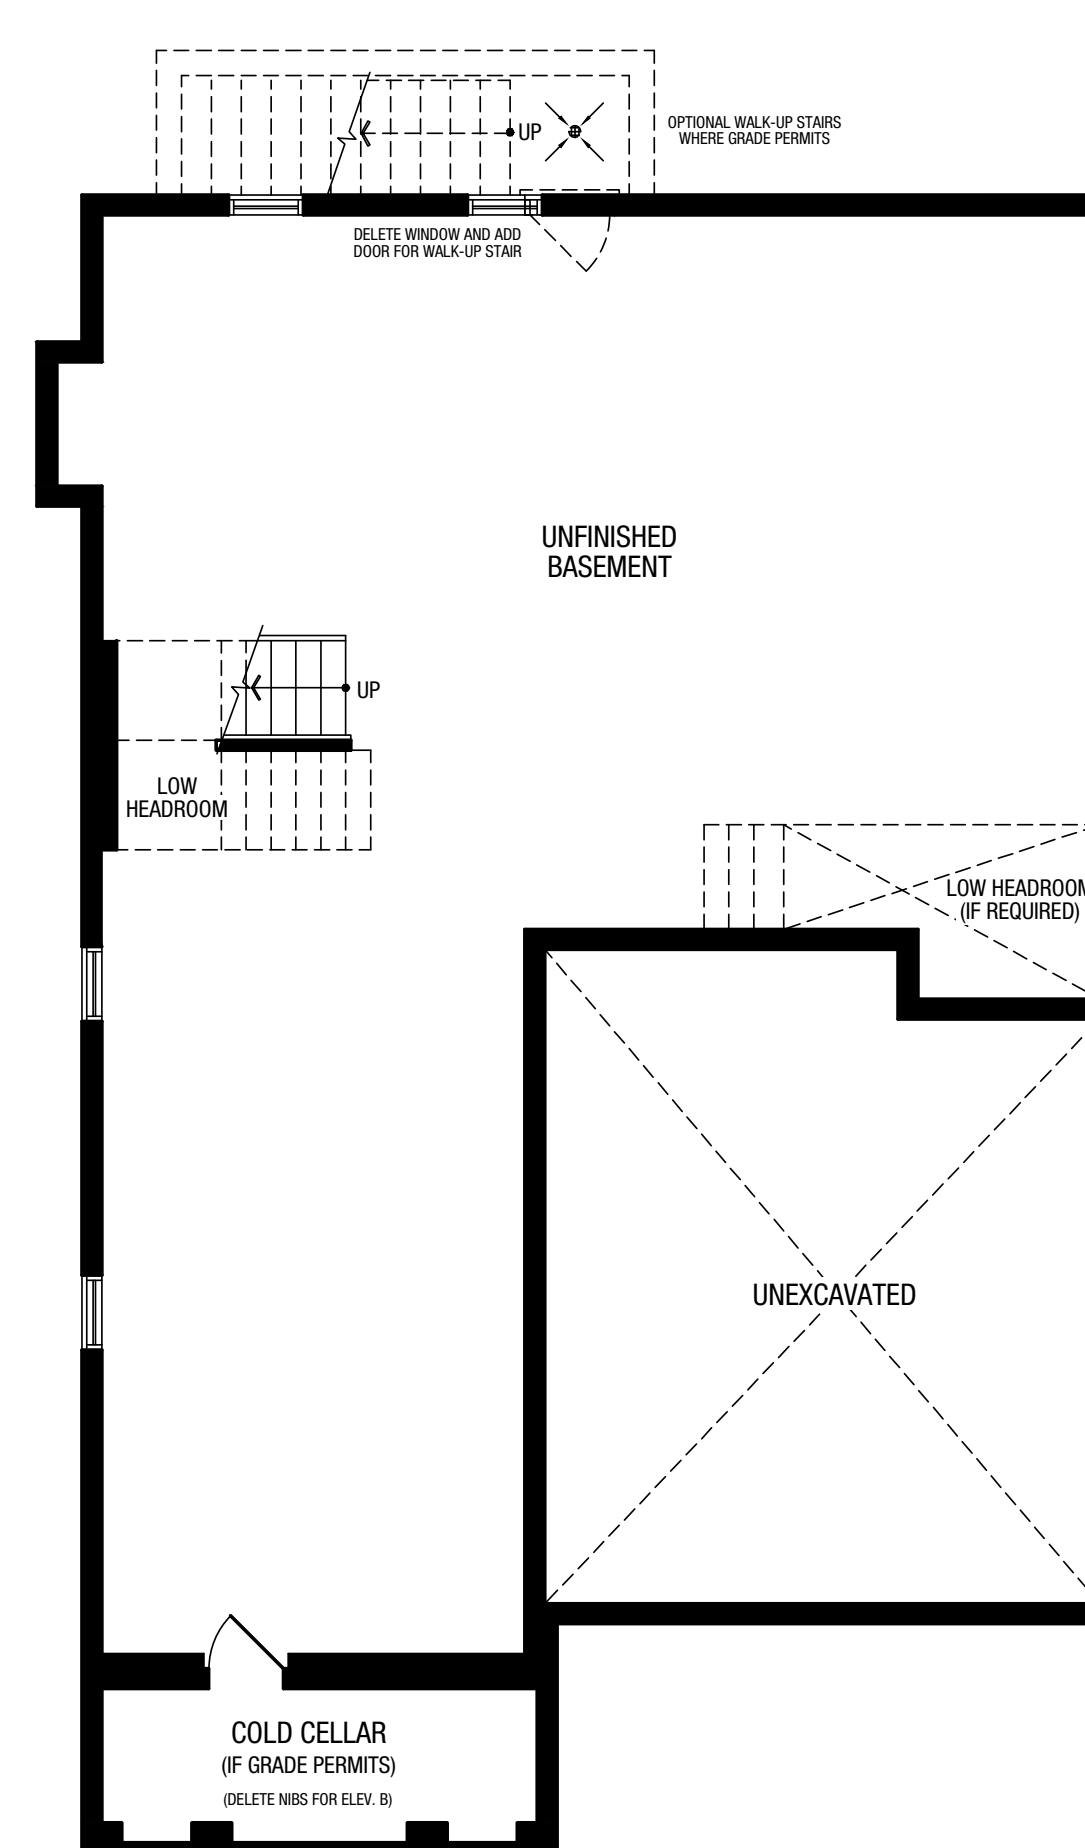 UP
OPTIONAL WALK-UP STAIRS
WHERE GRADE PERMITS
DELETE WINDOW AND ADD
DOOR FOR WALK-UP STAIR
UNFINISHED
BASEMENT
UP
LOW
HEADROOM
LOW HEADROOM
(IF REQUIRED)
UNEXCAVATED
COLD CELLAR
(IF GRADE PERMITS)
(DELETE NIBS FOR ELEV. B)